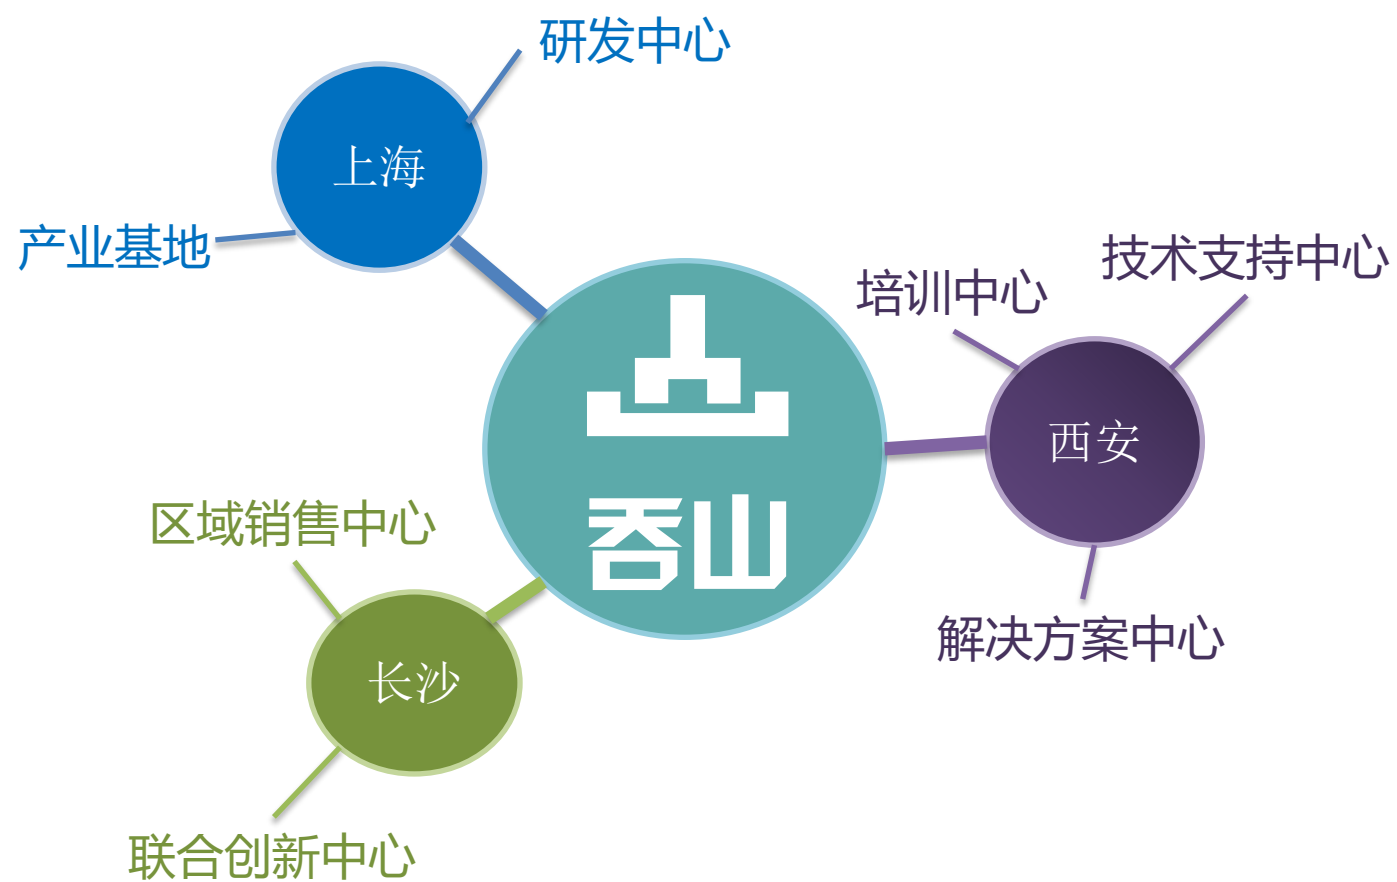 研发中心
上海
产业基地
培训中心
技术支持中心
西安
解决方案中心
吞山
区域销售中心
长沙
联合创新中心